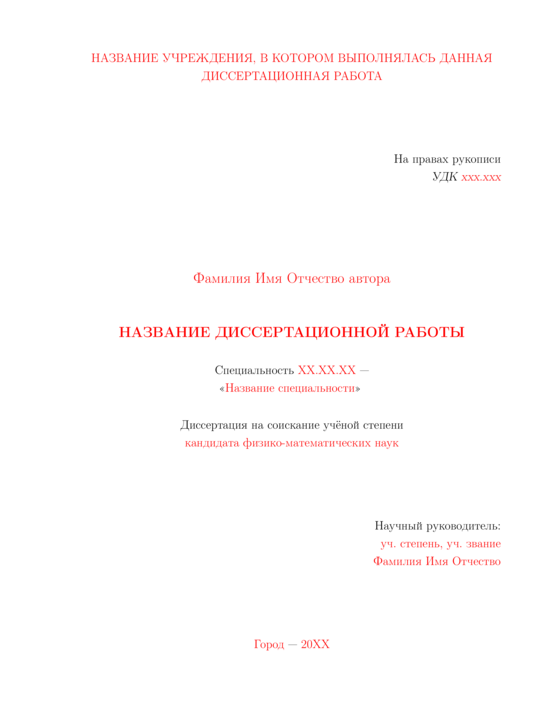 НАЗВАНИЕ УЧРЕЖДЕНИЯ, В КОТОРОМ ВЫПОЛНЯЛАСЬ ДАННАЯ
ДИССЕРТАЦИОННАЯ РАБОТА
На правах рукописи
УДК xxx.xxx
Фамилия Имя Отчество автора
НАЗВАНИЕ ДИССЕРТАЦИОННОЙ РАБОТЫ
Специальность XX.XX.XX —
«Название специальности»
Диссертация на соискание учёной степени
кандидата физико-математических наук
Научный руководитель:
уч. степень, уч. звание
Фамилия Имя Отчество
Город — 20XX